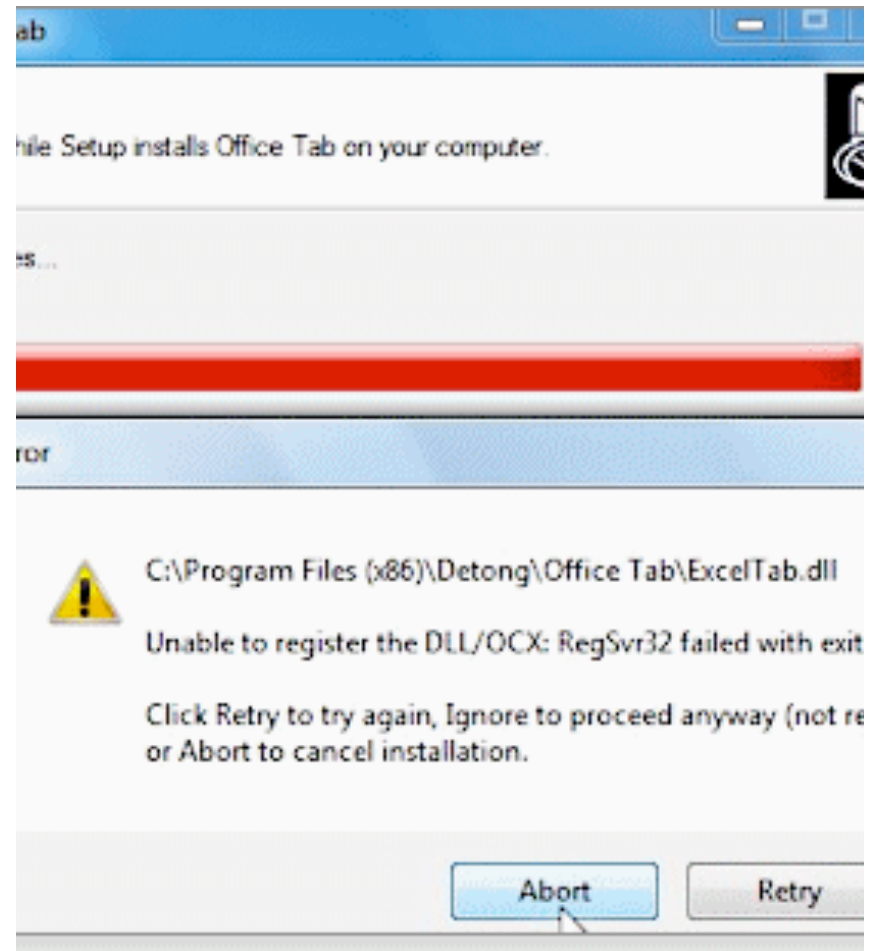 ab
hile Setup installs Office Tab on your computer.
es...
ror
C:\Program Files (x86)\Detong\Office Tab\ExcelTab.dll
Unable to register the DLL/OCX: RegSvr32 failed with exit
Click Retry to try again, Ignore to proceed anyway (not re
or Abort to cancel installation.
Abort Retry